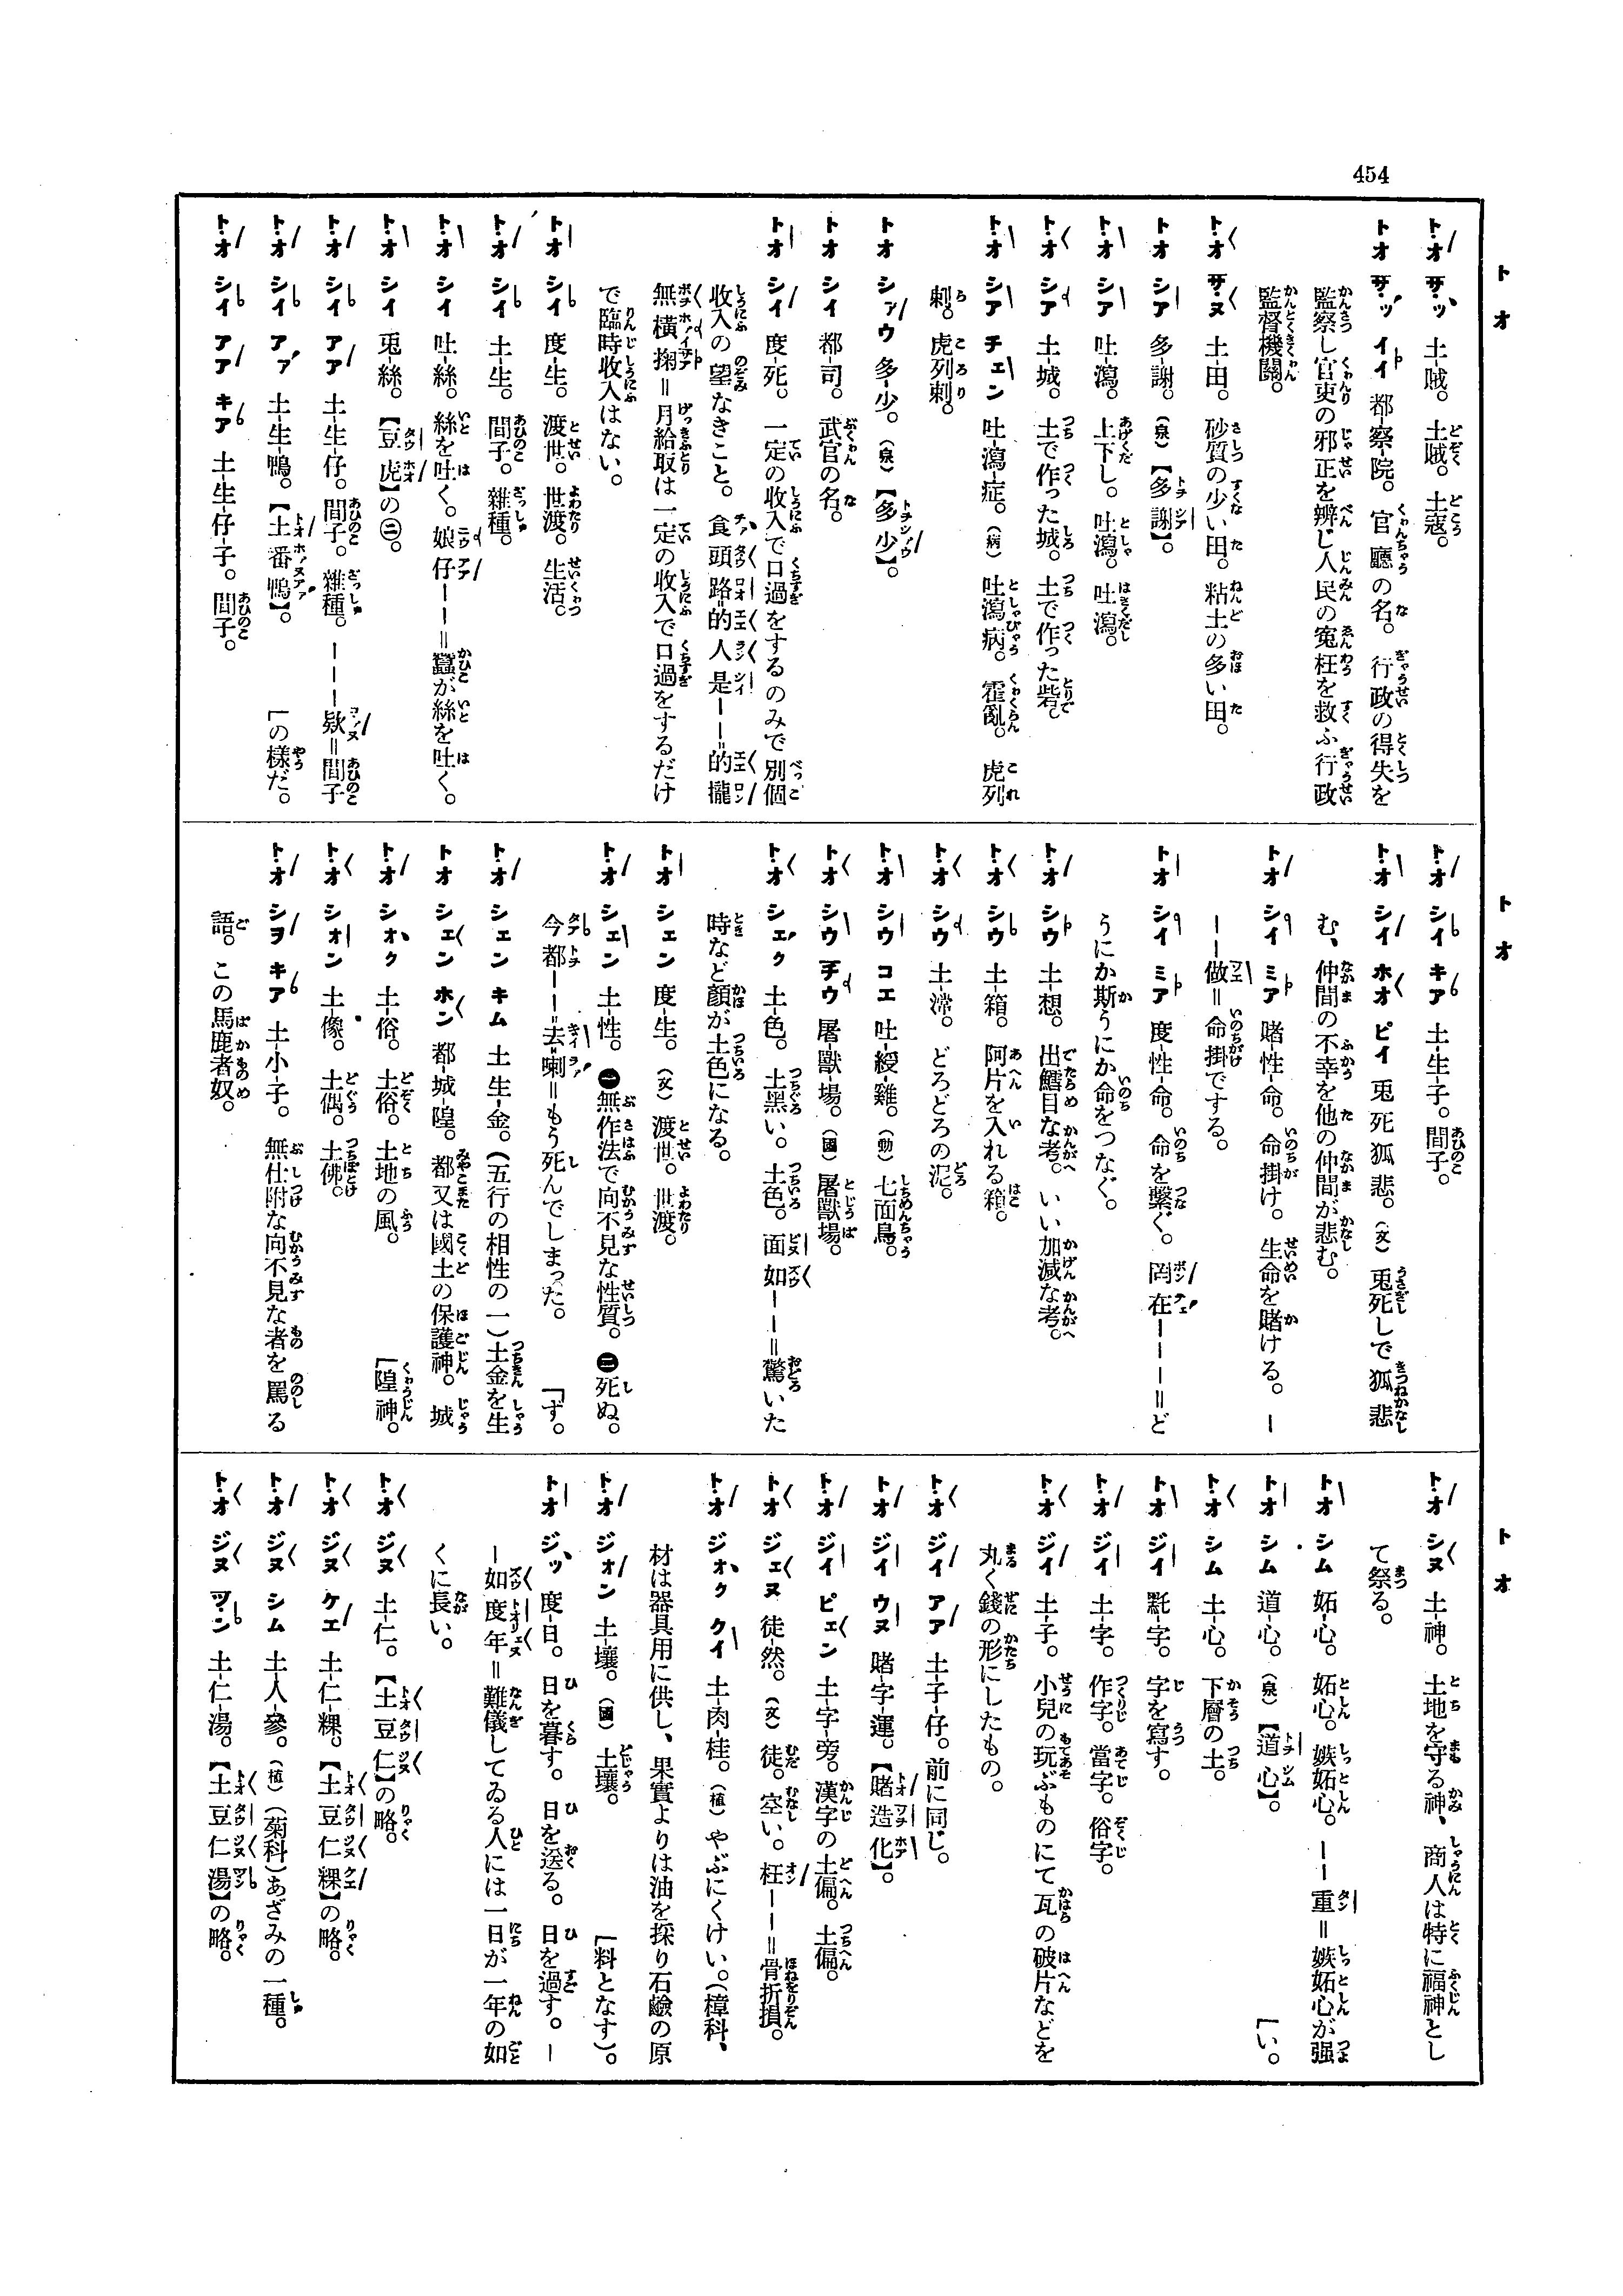 454
トオ
トオ サッ 土-賊。土賊。土寇。
トオ サッ イイ 都-察-院。官廳の名。行政の得失を
監察し官吏の邪正を辨じ人民の寃枉を救ふ行政
監督機關。
トオ サヌ 土-田。砂質の少い田。粘土の多い田。
トオ シア 多-謝。(泉)【多謝】。
トオ シア 吐-瀉。上下し。吐瀉。吐瀉。
トオ シア 土-城。土で作った城。土で作った砦。
トオ シア チェン 吐-瀉-症。(病)吐瀉病。霍亂。虎列
剌。虎列剌。
トオ シァウ 多-少。(泉)【多少】。
トオ シイ 都-司。武官の名。
トオ シイ 度-死。一定の收入で口過をするのみで別個
收入の望なきこと。食頭路=的人是ーー=的攏
無橫掬=月給取は一定の收入で口過をするだけ
で臨時收入はない。
トオ シイ 度-生。渡世。世渡。生活。
トオ シイ 土-生。間子。雜種。
トオ シイ 吐-絲。絲を吐く。娘仔ーー=蠶が絲を吐く。
トオ シイ 兎-絲。【豆虎】の㊁。
トオ シイ アア 土-生-仔。間子。雜種。ーーー欵=間子
トオ シイ アァ 土-生-鴨。【土番鴨】。「の樣だ。
トオ シイ アア キア 土-生-仔-子。間子。
トオ
トオ シイ キア 土-生-子。間子。
トオ シイ ホオ ピイ 兎死狐悲。(文)兎死しで狐悲
む、仲間の不幸を他の仲間が悲む。
トオ シイ ミア 賭-性-命。命掛け。生命を賭ける。ー
ーー做=命掛でする。
トオ シイ ミア 度-性-命。命を繫ぐ。罔在ーーー=ど
うにか斯うにか命をつなぐ。
トオ シウ 土-想。出鱈目な考。いい加減な考。
トオ シウ 土-箱。阿片を入れる箱。
トオ シウ 土-潲。どろどろの泥。
トオ シウ コエ 吐-綬-雞。(動)七面鳥。
トオ シウ チウ 屠-獸-場。(國)屠獸場。
トオ シェク 土-色。土黑い。土色。面如ーー=驚いた
時など顏が土色になる。
トオ シェン 度-生。(文)渡世。世渡。
トオ シェン 土-性。㊀無作法で向不見な性質。㊁死ぬ。
今都ーー=去=喇=もう死んでしまった。「ず。
トオ シェン キム 土生-金。(五行の相性の一)土金を生
トオ シェン ホン 都-城-隍。都又は國土の保護神。城
トオ シオク 土-俗。土俗。土地の風。「隍神。
トオ シオン 土-像。土偶。土佛。
トオ シヲ キア 土-小-子。無仕附な向不見な者を罵る
語。この馬鹿者奴。
トオ
トオ シヌ 土-神。土地を守る神、商人は特に福神とし
て祭る。
トオ シム 妬-心。妬心。嫉妬心。ーー重=嫉妬心が强
トオ シム 道-心。(泉)【道心】。「い。
トオ シム 土-心。下層の土。
トオ ジイ 䣝-字。字を寫す。
トオ ジイ 土-字。作字。當字。俗字。
トオ ジイ 土-子。小兒の玩ぶものにて瓦の破片などを
丸く錢の形にしたもの。
トオ ジイ アア 土-子-仔。前に同じ。
トオ ジイ ウヌ 賭-字-運。【賭造化】。
トオ ジイ ピェン 土-字-旁。漢字の土偏。土偏。
トオ ジェヌ 徒-然。(文)徒。空い。枉ーー=骨折損。
トオ ジオク クイ 土-肉-桂。(植)やぶにくけい。(樟科、
材は器具用に供し、果實よりは油を採り石鹼の原
トオ ジオン 土-壤。(國)土壤。「料となす)。
トオ ジッ 度-日。日を暮す。日を送る。日を過す。ー
ー如度年=難儀してゐる人には一日が一年の如
くに長い。
トオ ジヌ 土-仁。【土豆仁】の略。
トオ ジヌ ケエ 土-仁-粿。【土豆仁粿】の略。
トオ ジヌ シム 土-人-參。(植)(菊科)あざみの一種。
トオ ジヌ ツン 土-仁-湯。【土豆仁湯】の略。